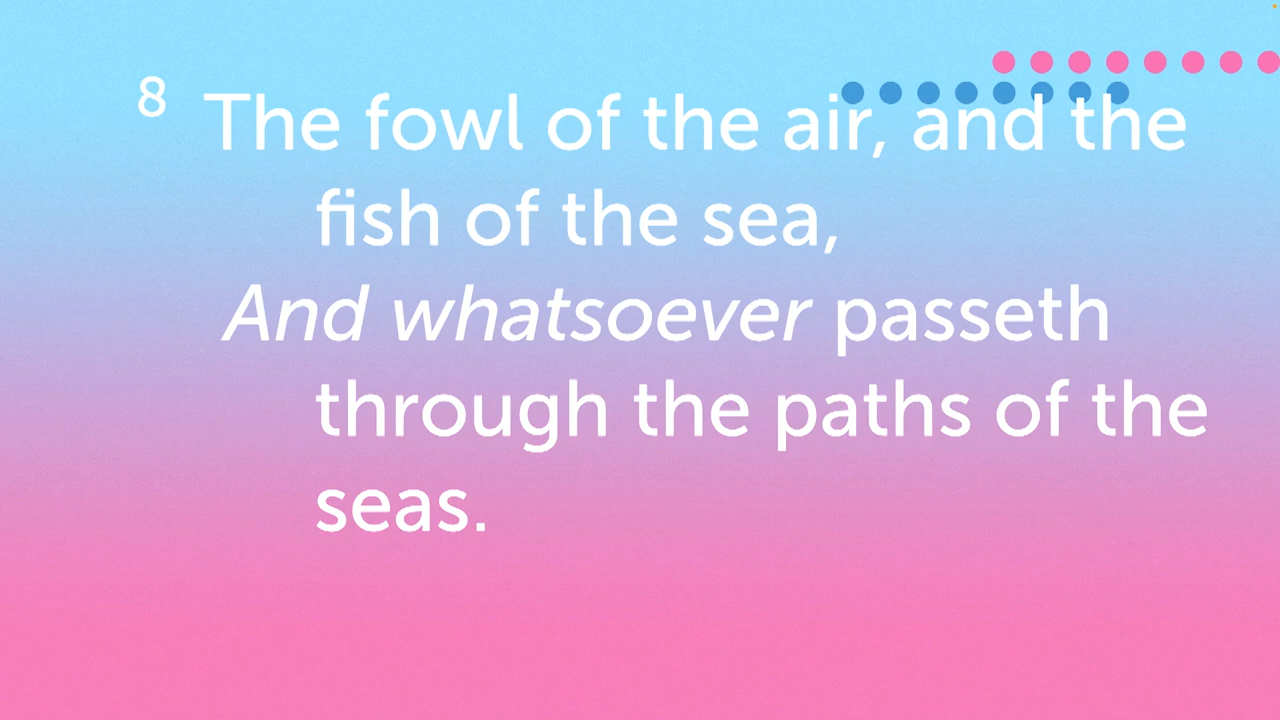 8 The fowl of the air, and the
fish of the sea,
And whatsoever passeth
through the paths of the
seas.